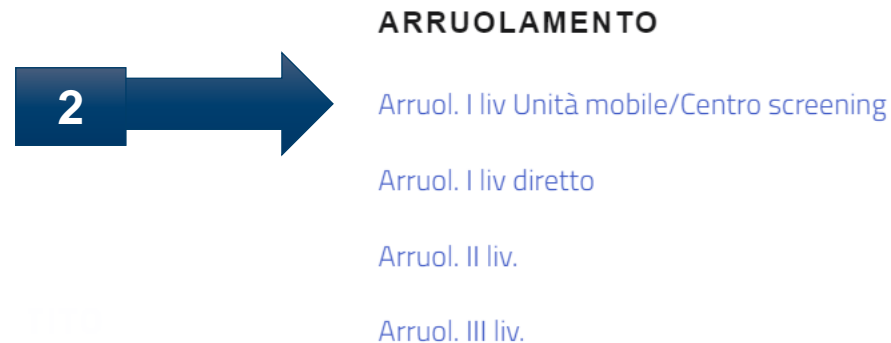 ARRUOLAMENTO
2
Arruol. I liv Unità mobile/Centro screening
Arruol. I liv diretto
Arruol. II liv.
Arruol. III liv.